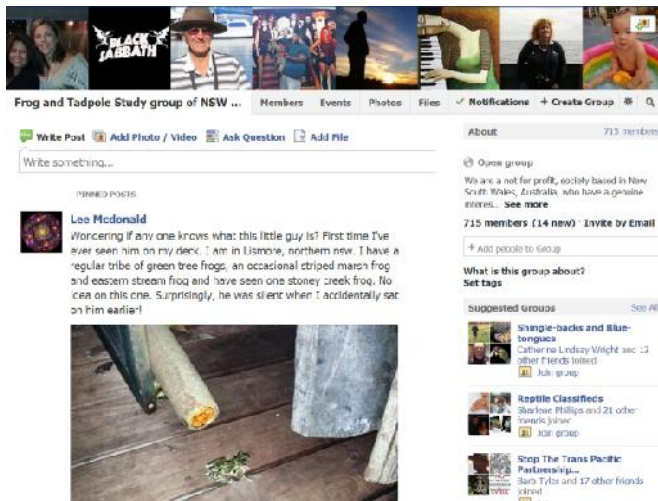 BLACK
SABBATH
Frog and Tadpole Study group of NSW ...
Members
Events
Photos
Files
Notifications
+ Create Group
Write Post
Add Photo / Video
Ask Question
Add File
Write something...
PINNED POSTS
Lee Mcdonald
Wondering if any one knows what this little guy is? First time I've
ever seen him on my deck. I am in Lismore, northern nsw. I have a
regular tribe of green tree frogs, an occasional striped marsh frog
and eastern stream frog and have seen one stoney creek frog. No
idea on this one. Surprisingly, he was silent when I accidentally sat
on him earlier!
About
715 members
Open group
We are a not for profit, society based in New
South Wales, Australia, who have a genuine
interes... See more
715 members (14 new) · Invite by Email
+ Add people to Group
What is this group about?
Set tags
Suggested Groups
See All
Shingle-backs and Blue-
tongues
Catherine Lindsay Wright and 12
other friends joined
Join group
Reptile Classifieds
Sharlene Phillips and 21 other
friends joined
Join group
Stop The Trans Pacific
Partnership...
Barb Tyler and 17 other friends
joined